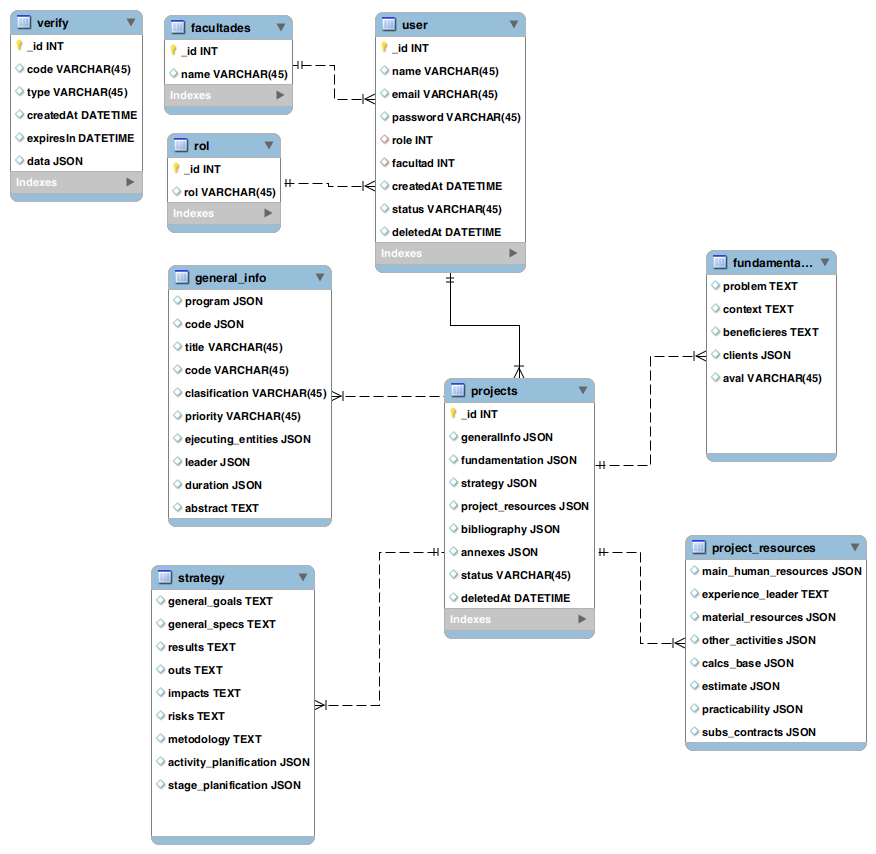 verify
_id INT
code VARCHAR(45)
type VARCHAR(45)
createdAt DATETIME
expiresIn DATETIME
data JSON
Indexes
facultades
_id INT
name VARCHAR(45)
Indexes
rol
_id INT
rol VARCHAR(45)
Indexes
user
_id INT
name VARCHAR(45)
email VARCHAR(45)
password VARCHAR(45)
role INT
facultad INT
createdAt DATETIME
status VARCHAR(45)
deletedAt DATETIME
Indexes
general_info
program JSON
code JSON
title VARCHAR(45)
code VARCHAR(45)
clasification VARCHAR(45)
priority VARCHAR(45)
ejecuting_entities JSON
leader JSON
duration JSON
abstract TEXT
projects
_id INT
generalInfo JSON
fundamentation JSON
strategy JSON
project_resources JSON
bibliography JSON
annexes JSON
status VARCHAR(45)
deletedAt DATETIME
Indexes
fundamenta...
problem TEXT
context TEXT
beneficieres TEXT
clients JSON
aval VARCHAR(45)
strategy
general_goals TEXT
general_specs TEXT
results TEXT
outs TEXT
impacts TEXT
risks TEXT
metodology TEXT
activity_planification JSON
stage_planification JSON
project_resources
main_human_resources JSON
experience_leader TEXT
material_resources JSON
other_activities JSON
calcs_base JSON
estimate JSON
practicability JSON
subs_contracts JSON